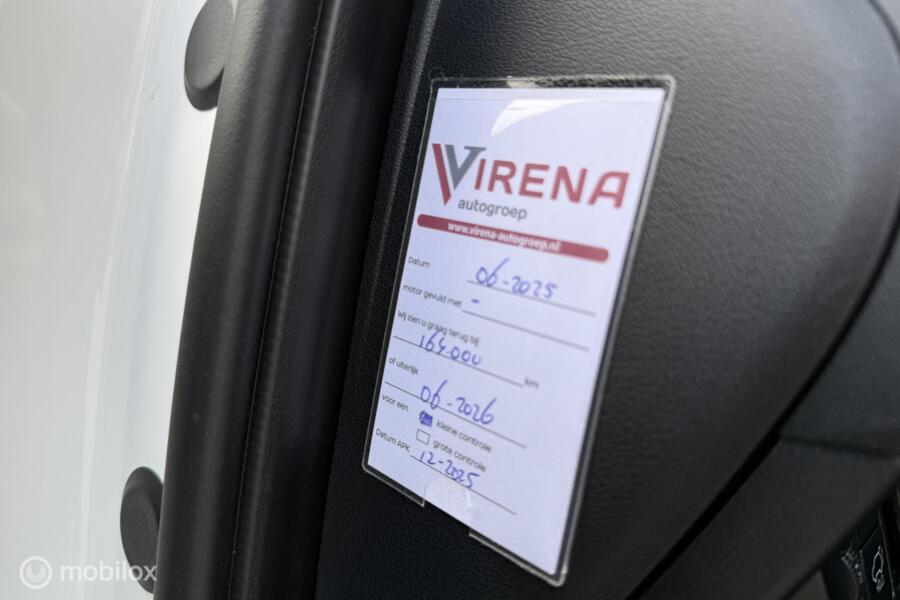 VIRENA
autogroep
www.virena-autogroep.nl
Datum 06-2025
motor gevuld met -
Wij zien u graag terug bij
164.000 km
of uiterlijk
06-2026
voor een kleine controle
grote controle
Datum APK 12-2025
mobilox